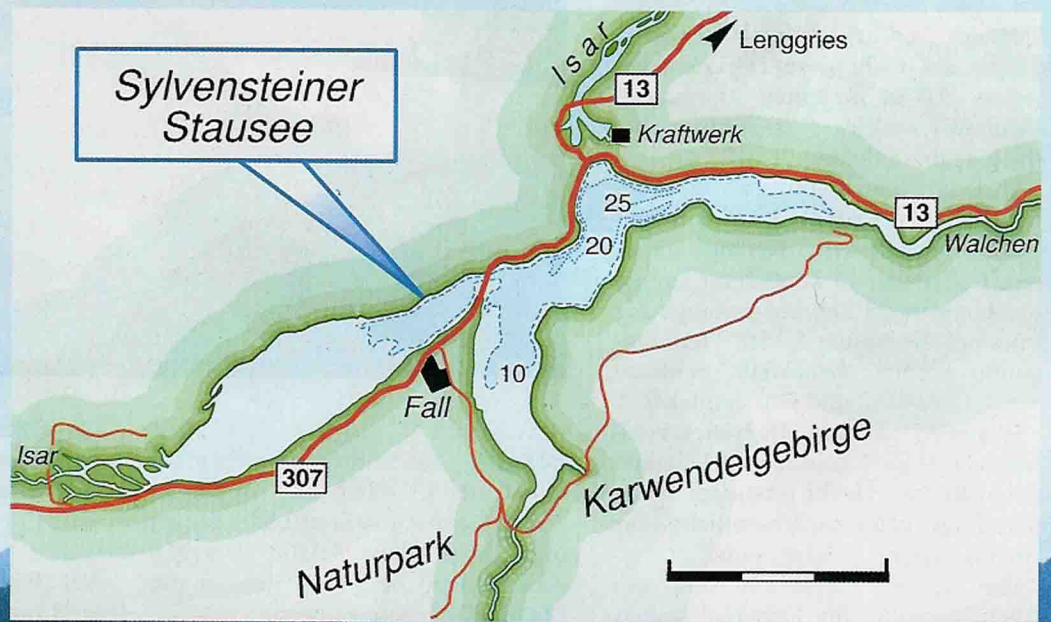 Sylvensteiner
Stausee
Isar
Lenggries
13
Kraftwerk
25
20
13
Walchen
10
Fall
Isar
307
Naturpark
Karwendelgebirge